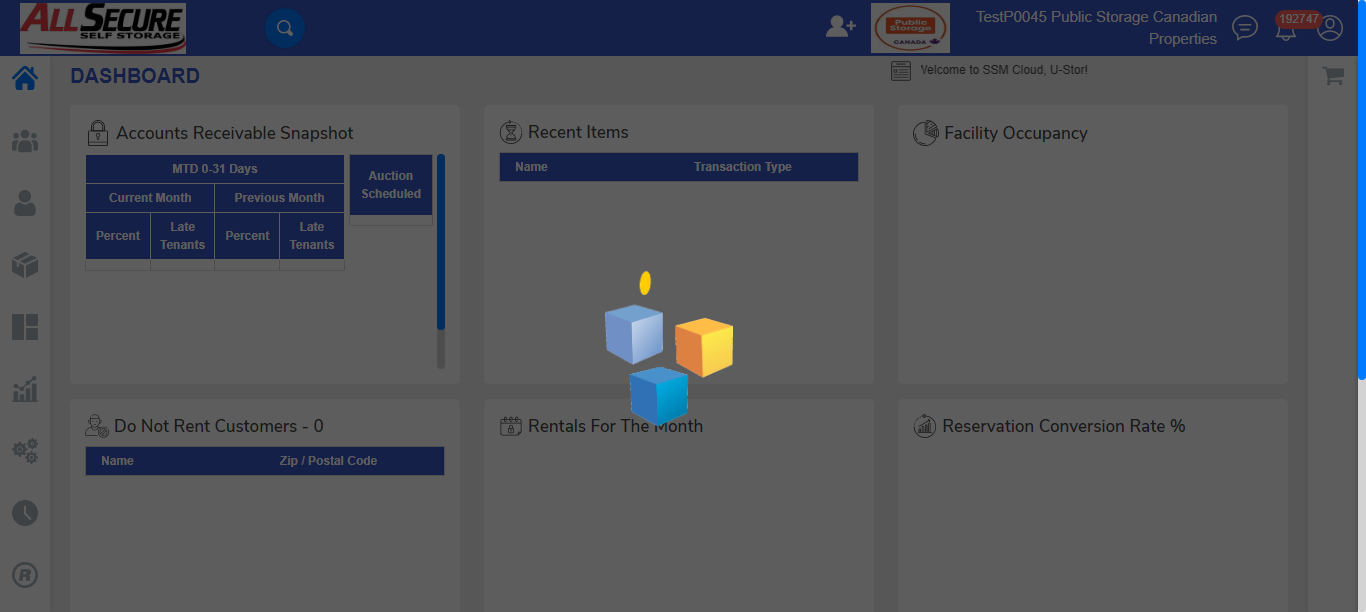 ALLSECURE
SELF STORAGE
Public
Storage
CANADA
TestP0045 Public Storage Canadian
Properties
192747
DASHBOARD
Velcome to SSM Cloud, U-Stor!
Accounts Receivable Snapshot
MTD 0-31 Days
Current Month
Previous Month
Percent
Late
Tenants
Percent
Late
Tenants
Auction
Scheduled
Recent Items
Name
Transaction Type
Facility Occupancy
Do Not Rent Customers - 0
Name
Zip / Postal Code
Rentals For The Month
Reservation Conversion Rate %
R